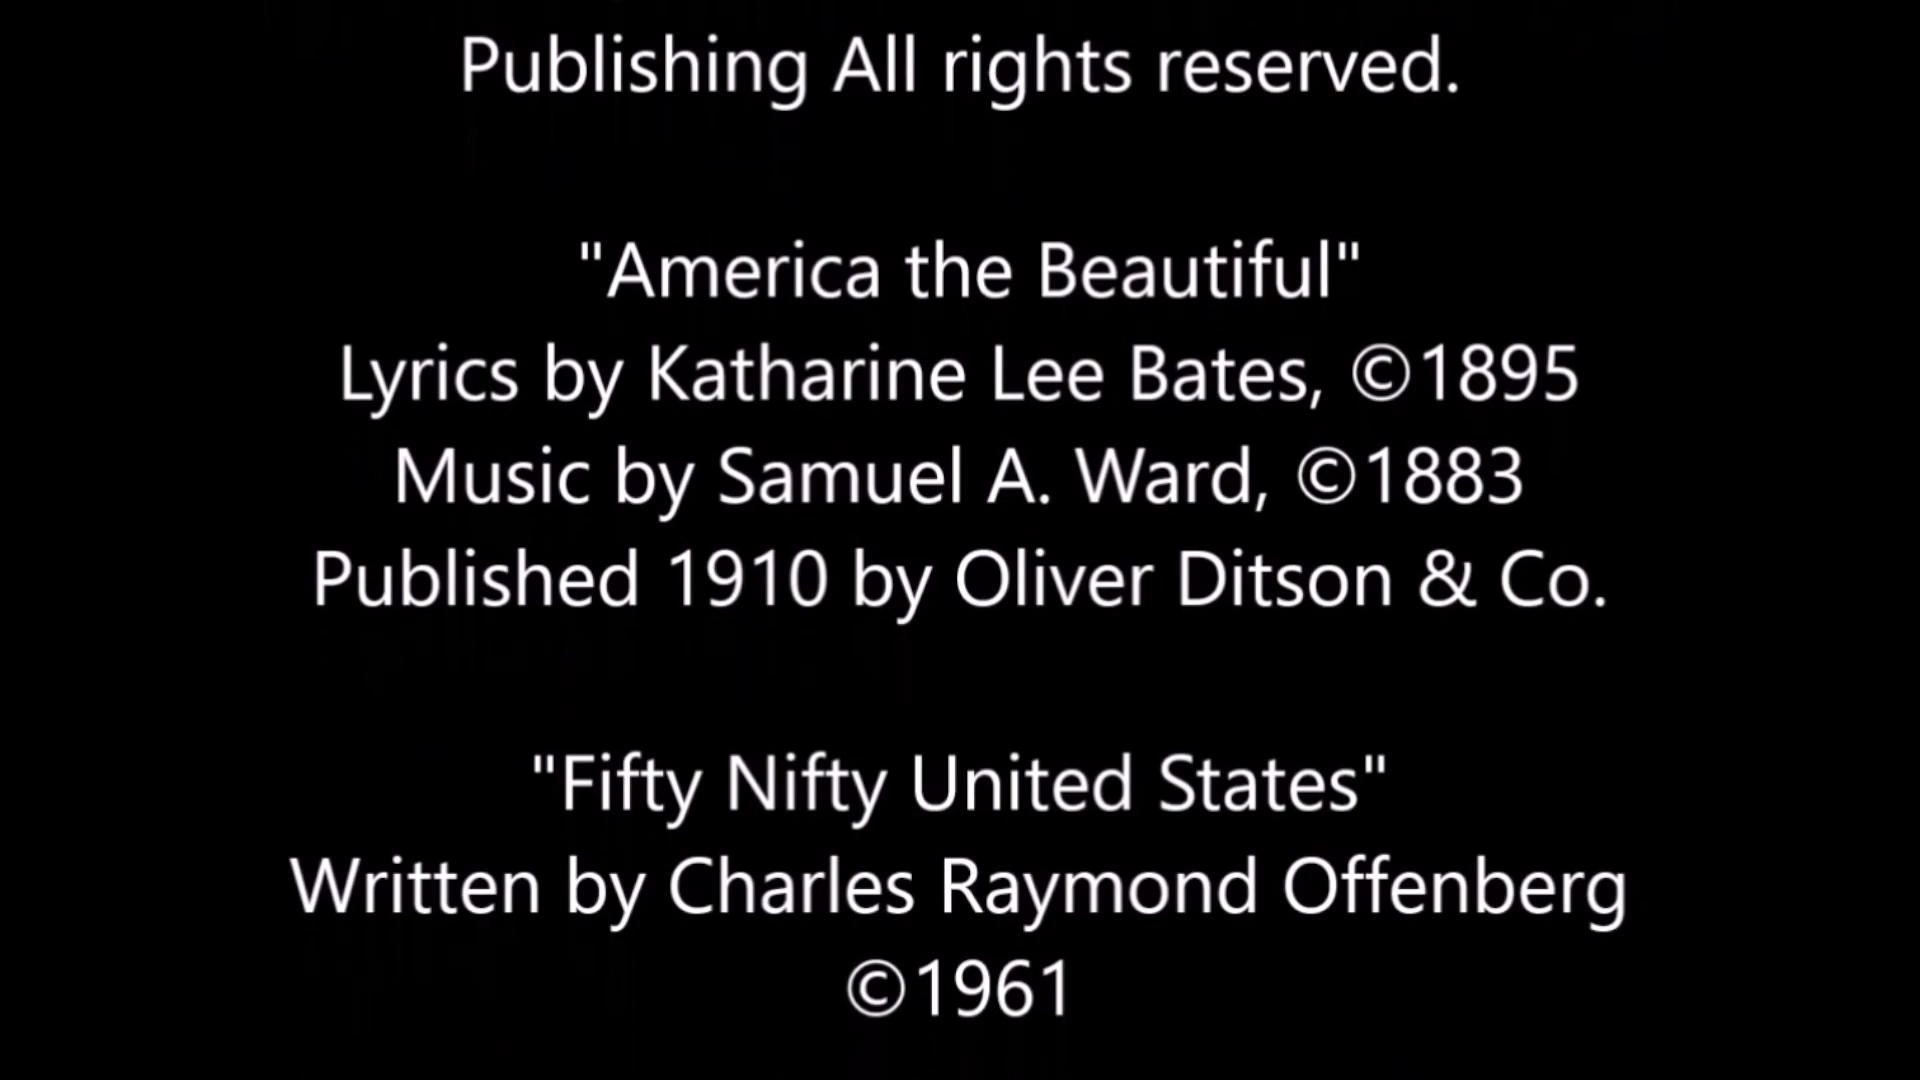 Publishing All rights reserved.
"America the Beautiful"
Lyrics by Katharine Lee Bates, ©1895
Music by Samuel A. Ward, ©1883
Published 1910 by Oliver Ditson & Co.
"Fifty Nifty United States"
Written by Charles Raymond Offenberg
©1961